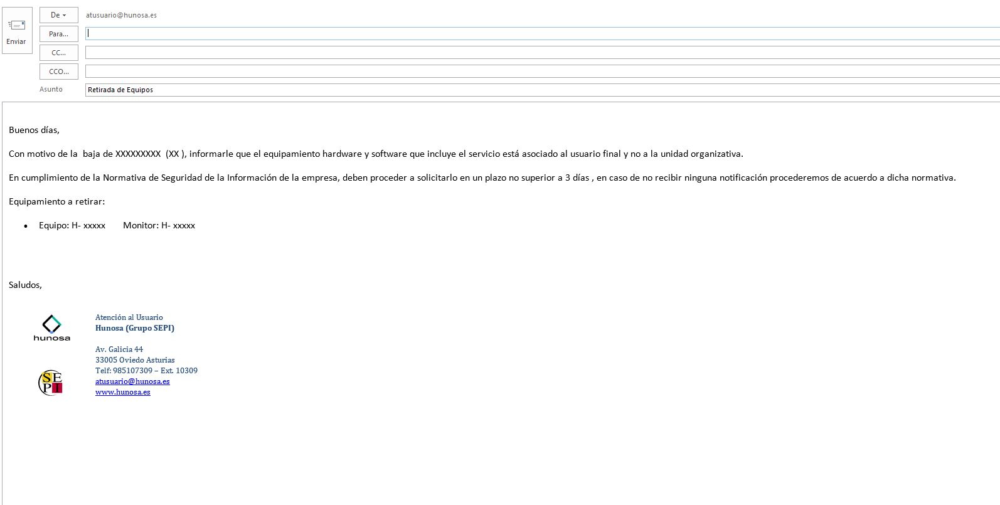 De
atusuario@hunosa.es
Enviar
Para...
CC...
CCO...
Asunto
Retirada de Equipos
Buenos días,
Con motivo de la  baja de XXXXXXXXX  (XX ), informarle que el equipamiento hardware y software que incluye el servicio está asociado al usuario final y no a la unidad organizativa.
En cumplimiento de la Normativa de Seguridad de la Información de la empresa, deben proceder a solicitarlo en un plazo no superior a 3 días , en caso de no recibir ninguna notificación procederemos de acuerdo a dicha normativa.
Equipamiento a retirar:
• Equipo: H- xxxxx Monitor: H- xxxxx
Saludos,
hunosa
SE
PI
Atención al Usuario
Hunosa (Grupo SEPI)
Av. Galicia 44
33005 Oviedo Asturias
Telf: 985107309 – Ext. 10309
atusuario@hunosa.es
www.hunosa.es